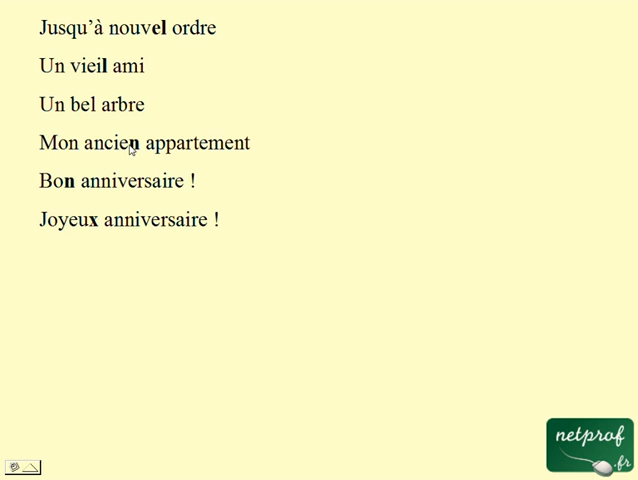 Jusqu’à nouvel ordre
Un vieil ami
Un bel arbre
Mon ancien appartement
Bon anniversaire !
Joyeux anniversaire !
netprof
.fr